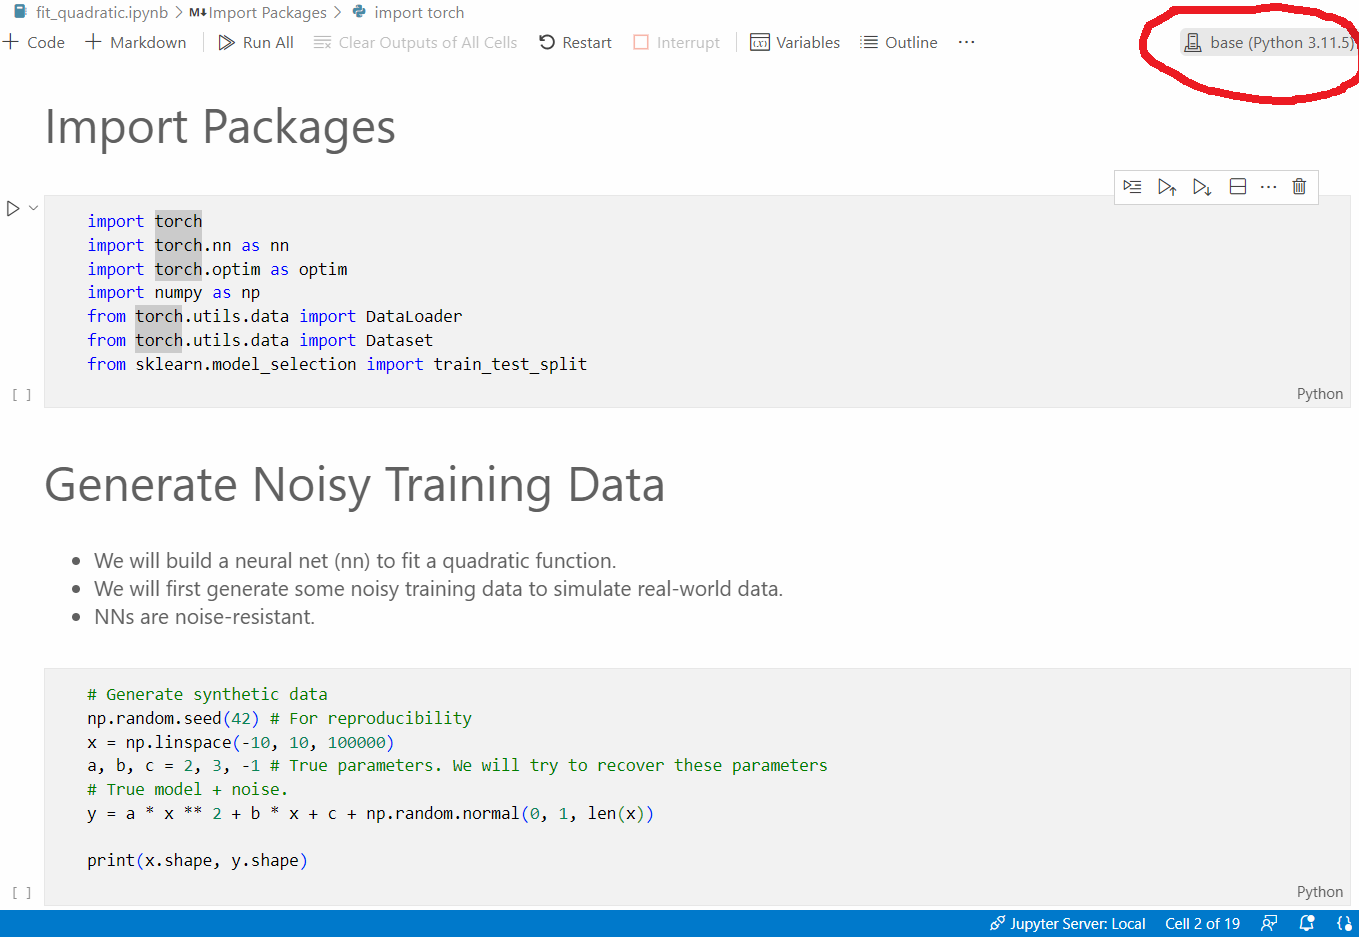 fit_quadratic.ipynb > M↓Import Packages > import torch
+ Code + Markdown Run All Clear Outputs of All Cells Restart Interrupt Variables Outline ...
base (Python 3.11.5)
Import Packages
import torch
import torch.nn as nn
import torch.optim as optim
import numpy as np
from torch.utils.data import DataLoader
from torch.utils.data import Dataset
from sklearn.model_selection import train_test_split
[ ]
Python
Generate Noisy Training Data
• We will build a neural net (nn) to fit a quadratic function.
• We will first generate some noisy training data to simulate real-world data.
• NNs are noise-resistant.
# Generate synthetic data
np.random.seed(42) # For reproducibility
x = np.linspace(-10, 10, 100000)
a, b, c = 2, 3, -1 # True parameters. We will try to recover these parameters
# True model + noise.
y = a * x ** 2 + b * x + c + np.random.normal(0, 1, len(x))
print(x.shape, y.shape)
[ ]
Python
Jupyter Server: Local Cell 2 of 19